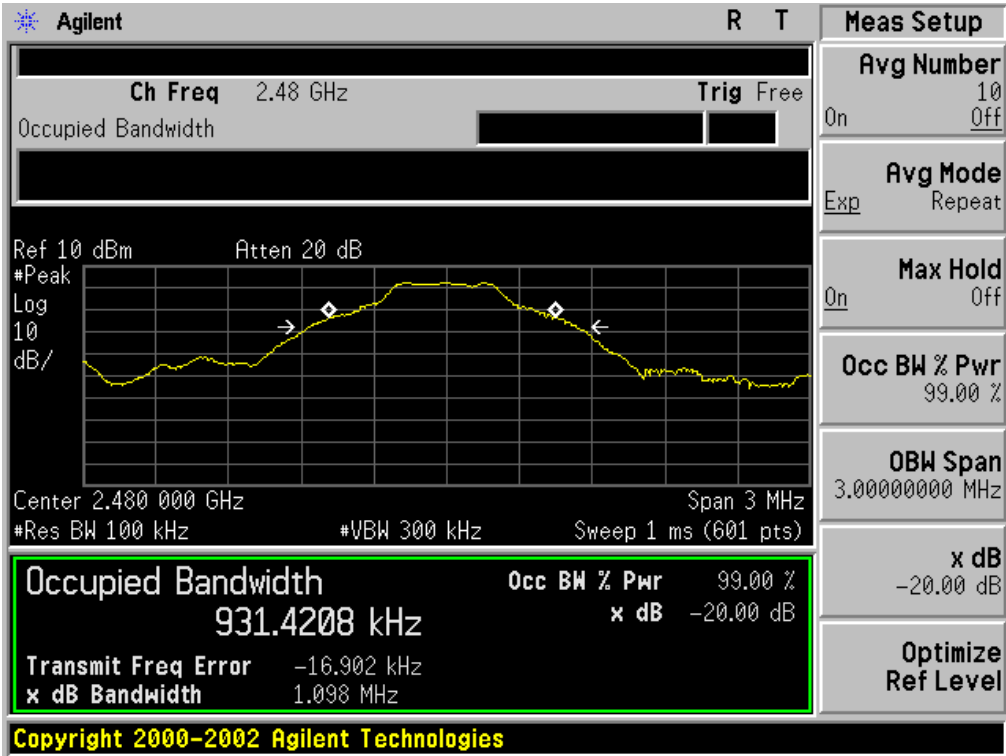 Agilent R T Meas Setup
Ch Freq 2.48 GHz Trig Free
Occupied Bandwidth
Ref 10 dBm Atten 20 dB
#Peak
Log
10
dB/
Center 2.480 000 GHz Span 3 MHz
#Res BW 100 kHz #VBW 300 kHz Sweep 1 ms (601 pts)
Occupied Bandwidth
931.4208 kHz
Occ BW % Pwr 99.00 %
x dB -20.00 dB
Transmit Freq Error -16.902 kHz
x dB Bandwidth 1.098 MHz
Avg Number
10
On Off
Avg Mode
Exp Repeat
Max Hold
On Off
Occ BW % Pwr
99.00 %
OBW Span
3.00000000 MHz
x dB
-20.00 dB
Optimize
Ref Level
Copyright 2000-2002 Agilent Technologies